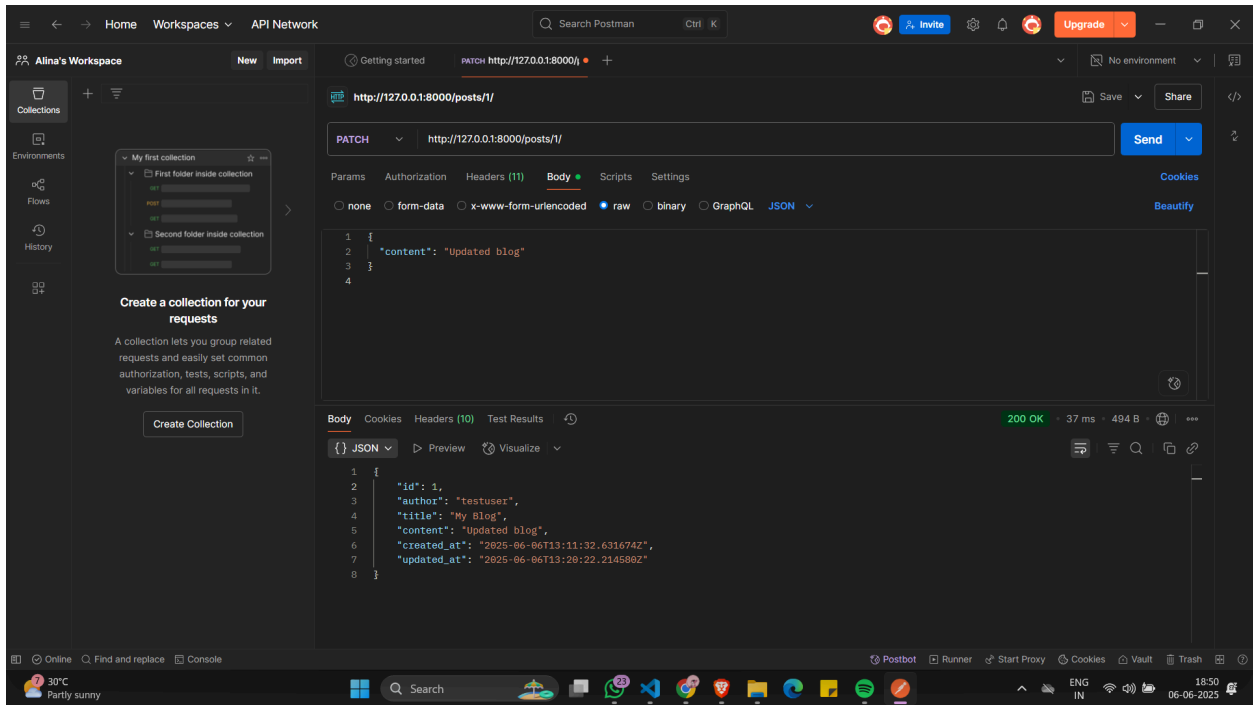 Home Workspaces API Network Search Postman Ctrl K Invite Upgrade
Alina's Workspace New Import Getting started PATCH http://127.0.0.1:8000/p No environment
Collections
Environments
Flows
History
My first collection
First folder inside collection
GET
POST
GET
Second folder inside collection
GET
GET
Create a collection for your
requests
A collection lets you group related
requests and easily set common
authorization, tests, scripts, and
variables for all requests in it.
Create Collection
HTTP http://127.0.0.1:8000/posts/1/ Save Share
PATCH http://127.0.0.1:8000/posts/1/ Send
Params Authorization Headers (11) Body Scripts Settings Cookies
none form-data x-www-form-urlencoded raw binary GraphQL JSON Beautify
1 {
2 "content": "Updated blog"
3 }
4
Body Cookies Headers (10) Test Results 200 OK 37 ms 494 B
{} JSON Preview Visualize
1 {
2 "id": 1,
3 "author": "testuser",
4 "title": "My Blog",
5 "content": "Updated blog",
6 "created_at": "2025-06-06T13:11:32.631674Z",
7 "updated_at": "2025-06-06T13:20:22.214580Z"
8 }
Online Find and replace Console Postbot Runner Start Proxy Cookies Vault Trash
7 30°C
Partly sunny
Search
23
ENG
IN
18:50
06-06-2025